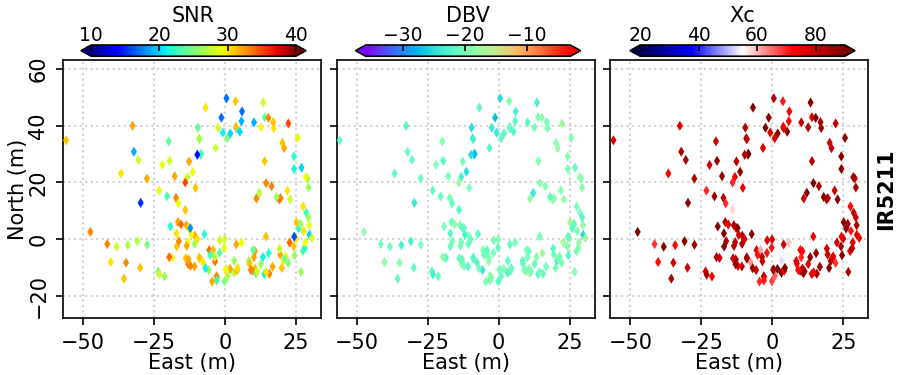 SNR DBV Xc
10 20 30 40 −30 −20 −10 20 40 60 80
60
40
20
0
−20
North (m)
−50 −25 0 25 −50 −25 0 25 −50 −25 0 25
East (m) East (m) East (m)
IR5211